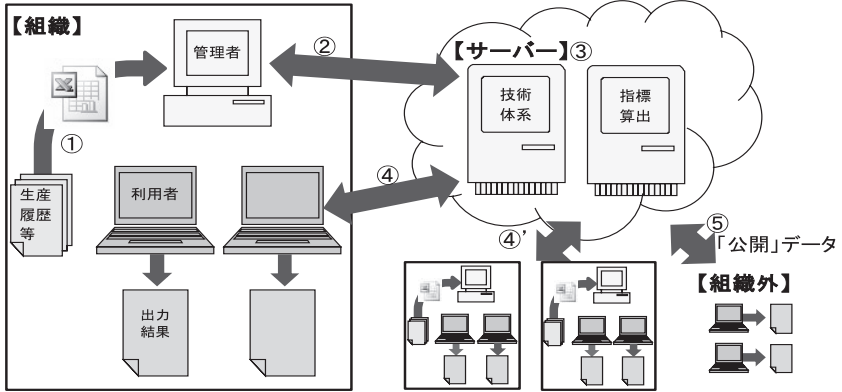 【組織】
管理者
②
【サーバー】③
技術
体系
指標
算出
①
生産
履歴
等
利用者
④
④’
⑤
「公開」データ
【組織外】
出力
結果